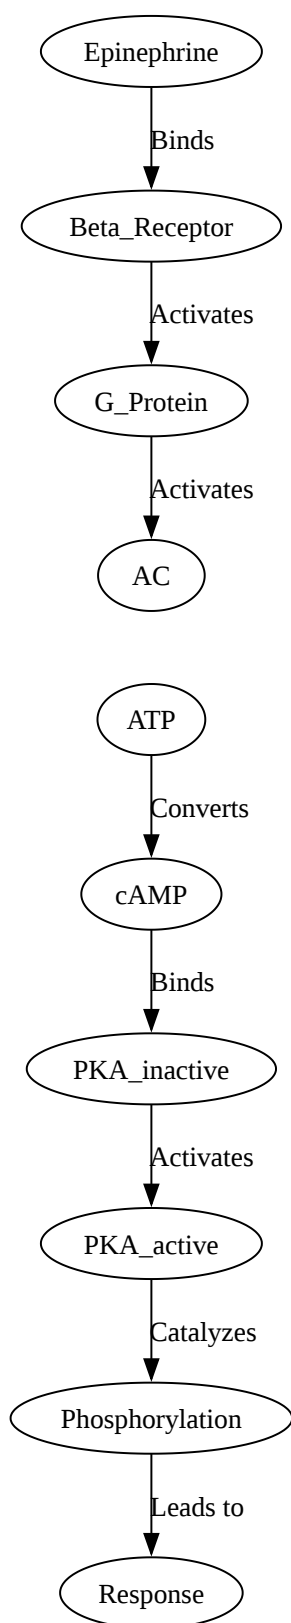 Epinephrine
Binds
Beta_Receptor
Activates
G_Protein
Activates
AC
ATP
Converts
cAMP
Binds
PKA_inactive
Activates
PKA_active
Catalyzes
Phosphorylation
Leads to
Response